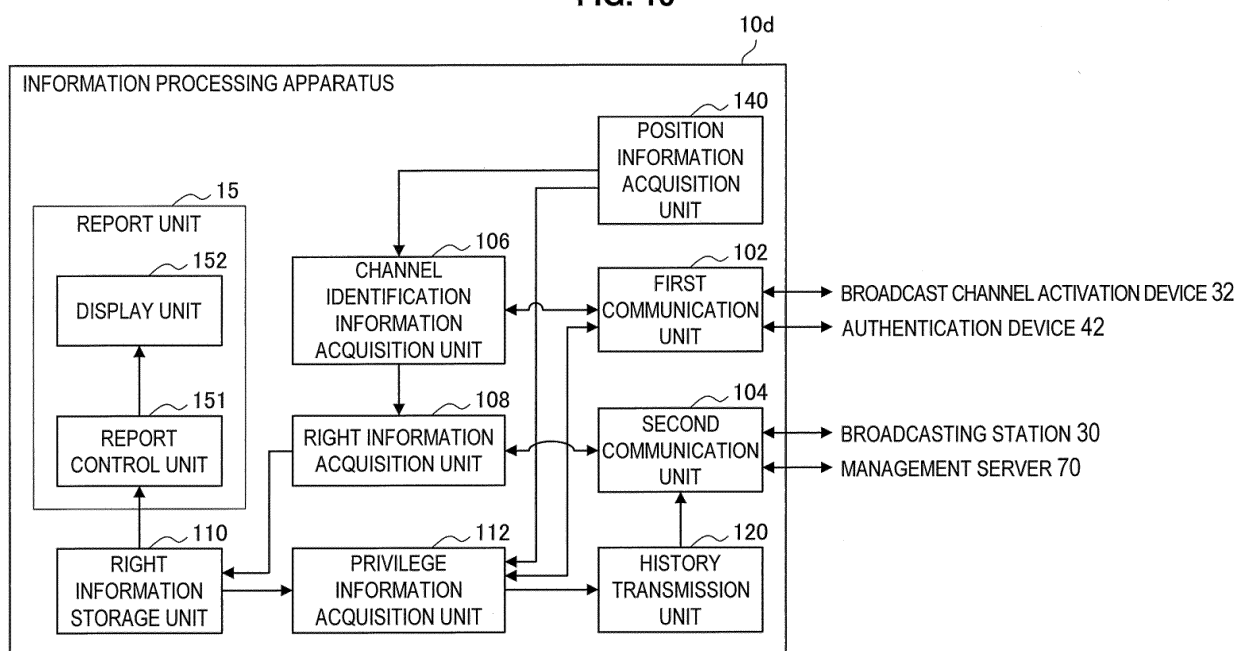 FIG. 10
10d
INFORMATION PROCESSING APPARATUS
140
POSITION
INFORMATION
ACQUISITION
UNIT
15
REPORT UNIT
152
DISPLAY UNIT
151
REPORT
CONTROL UNIT
106
CHANNEL
IDENTIFICATION
INFORMATION
ACQUISITION UNIT
102
FIRST
COMMUNICATION
UNIT
BROADCAST CHANNEL ACTIVATION DEVICE 32
AUTHENTICATION DEVICE 42
108
RIGHT INFORMATION
ACQUISITION UNIT
104
SECOND
COMMUNICATION
UNIT
BROADCASTING STATION 30
MANAGEMENT SERVER 70
110
RIGHT
INFORMATION
STORAGE UNIT
112
PRIVILEGE
INFORMATION
ACQUISITION UNIT
120
HISTORY
TRANSMISSION
UNIT